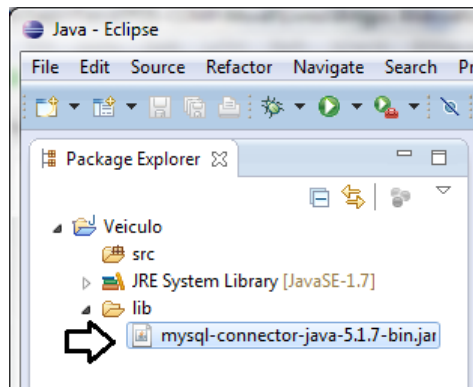 Java - Eclipse
File Edit Source Refactor Navigate Search Pr
Package Explorer
Veiculo
src
JRE System Library [JavaSE-1.7]
lib
mysql-connector-java-5.1.7-bin.jar